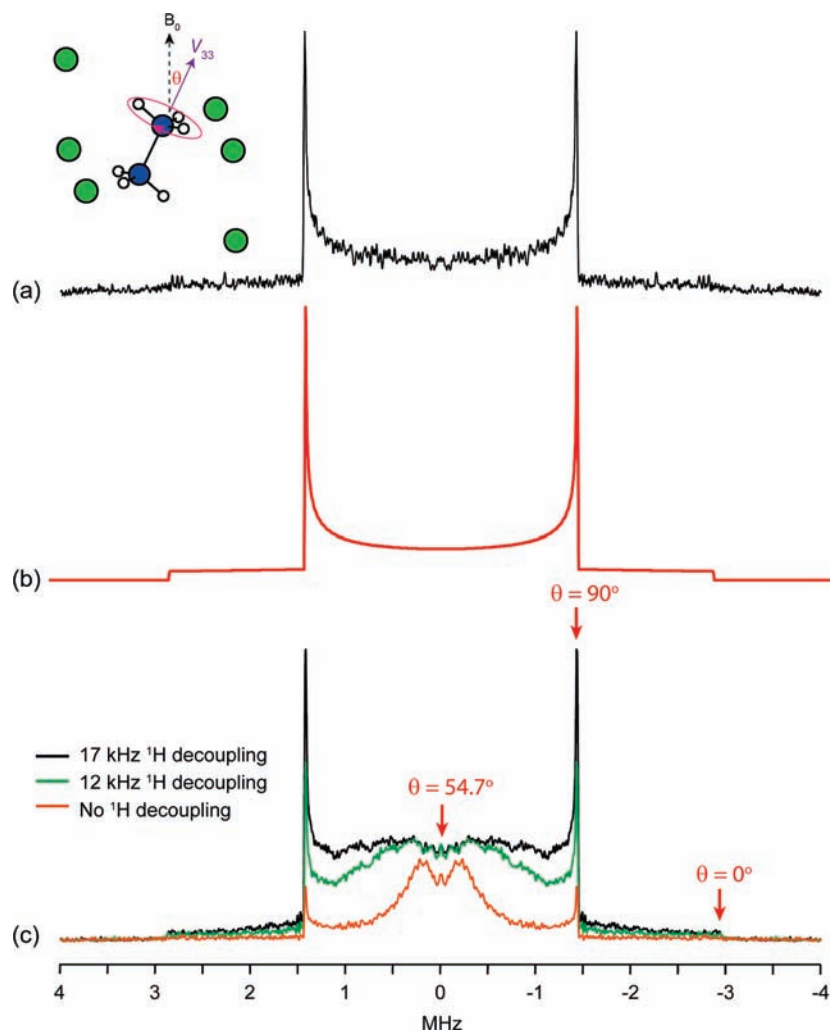 B₀
V₃₃
θ
(a)
(b)
θ = 90°
17 kHz ¹H decoupling
12 kHz ¹H decoupling
No ¹H decoupling
θ = 54.7°
θ = 0°
(c)
4 3 2 1 0 -1 -2 -3 -4
MHz